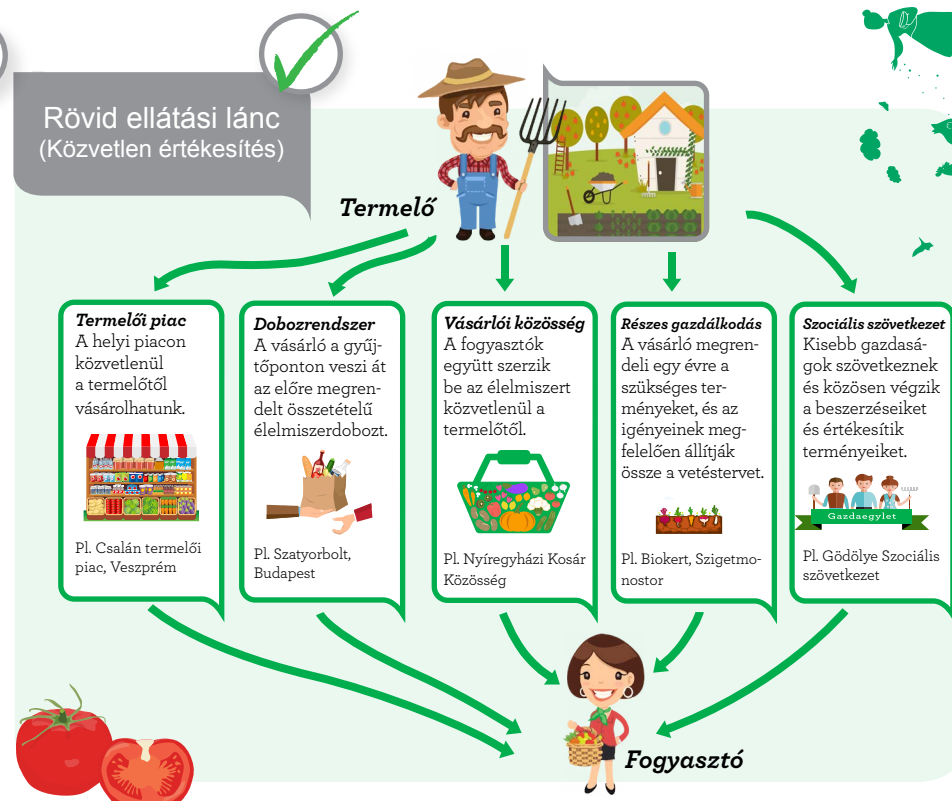 Rövid ellátási lánc
(Közvetlen értékesítés)
Termelő
Termelői piac
A helyi piacon
közvetlenül
a termelőtől
vásárolhatunk.
Pl. Csalán termelői
piac, Veszprém
Dobozrendszer
A vásárló a gyűj-
tőponton veszi át
az előre megren-
delt összetételű
élelmiszerdobozt.
Pl. Szatyorbolt,
Budapest
Vásárlói közösség
A fogyasztók
együtt szerzik
be az élelmiszert
közvetlenül a
termelőtől.
Pl. Nyíregyházi Kosár
Közösség
Részes gazdálkodás
A vásárló megren-
deli egy évre a
szükséges ter-
ményeket, és az
igényeinek meg-
felelően állítják
össze a vetéstervet.
Pl. Biokert, Szigetmo-
nostor
Szociális szövetkezet
Kisebb gazdasá-
gok szövetkeznek
és közösen végzik
a beszerzéseiket
és értékesítik
terményeiket.
Gazdaegylet
Pl. Gödölye Szociális
szövetkezet
Fogyasztó